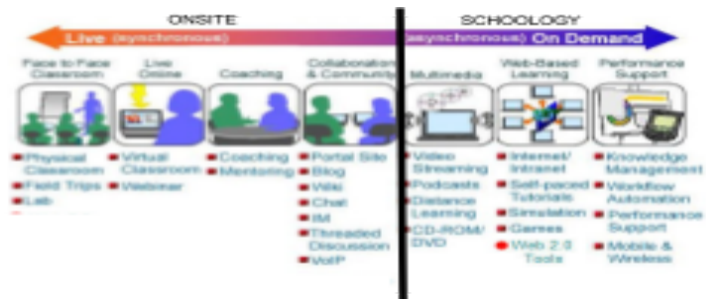 ONSITE
SCHOOLOGY
Live (synchronous)
(asynchronous) On Demand
Face to Face
Classroom
Live
Online
Coaching
Collaboration
& Community
Multimedia
Web-Based
Learning
Performance
Support
Physical
Classroom
Field Trips
Lab
Virtual
Classroom
Webinar
Coaching
Mentoring
Portal Site
Blog
Wiki
Chat
IM
Threaded
Discussion
VoIP
Video
Streaming
Podcasts
Distance
Learning
CD-ROM/
DVD
Internet/
Intranet
Self-paced
Tutorials
Simulation
Games
Web 2.0
Tools
Knowledge
Management
Workflow
Automation
Performance
Support
Mobile &
Wireless